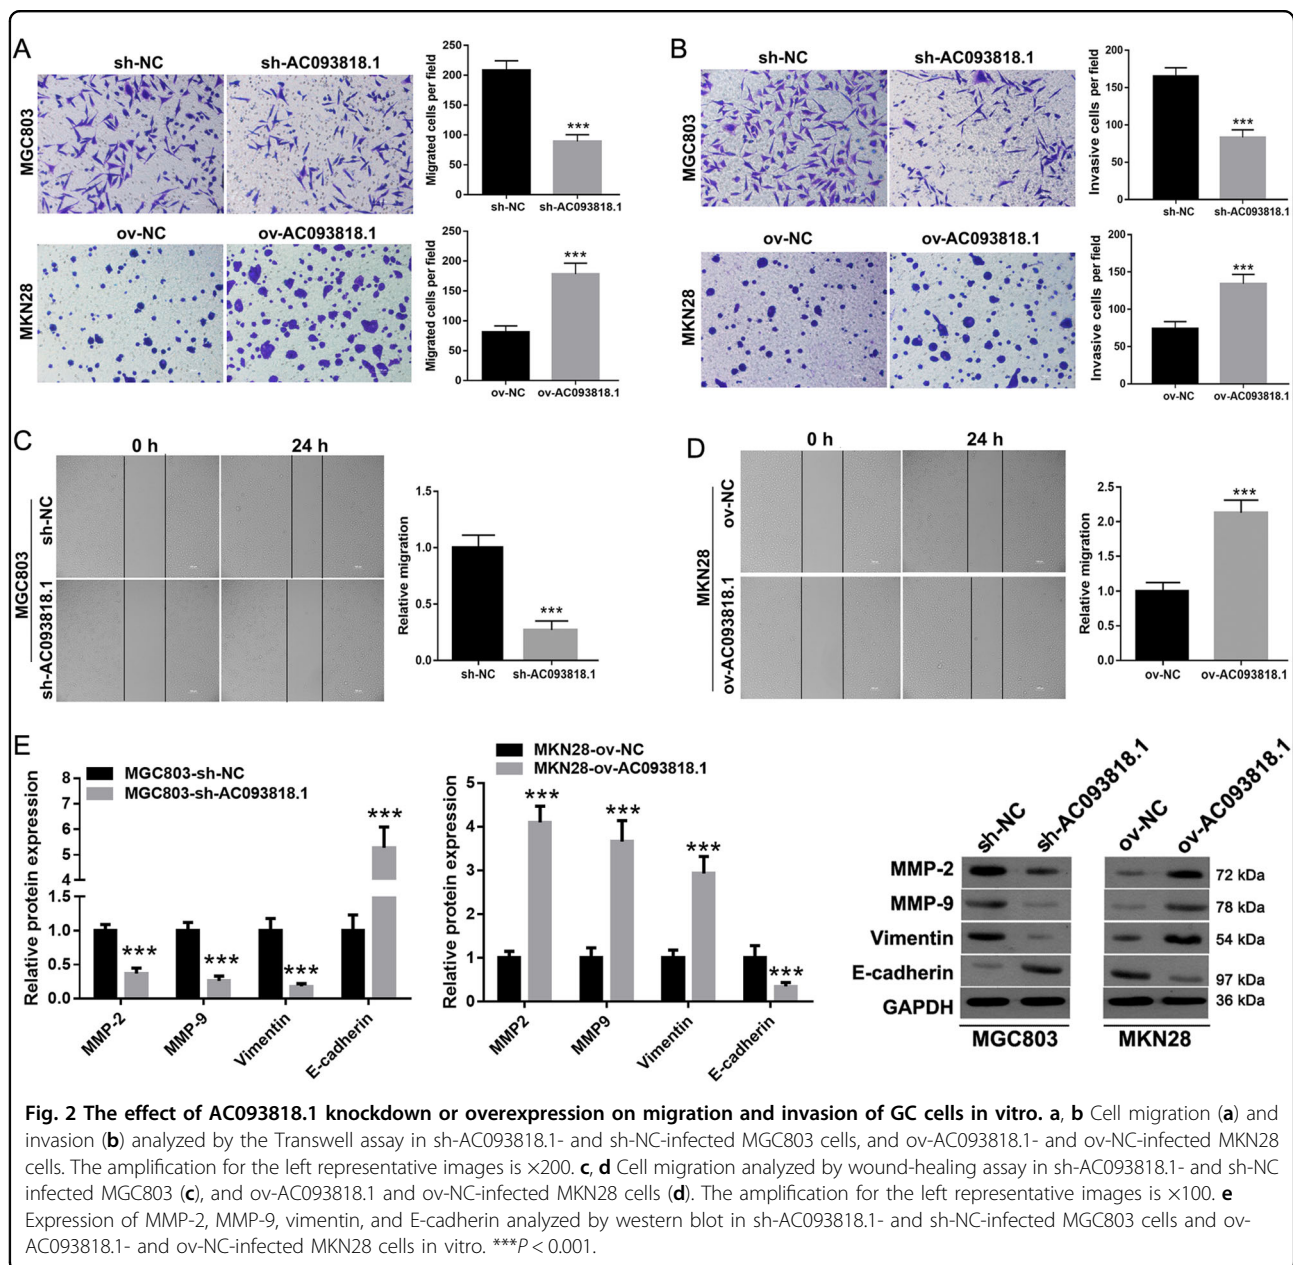 A
sh-NC
sh-AC093818.1
MGC803
Migrated cells per field
250
200
150
100
50
0
***
sh-NC
sh-AC093818.1
ov-NC
ov-AC093818.1
MKN28
Migrated cells per field
250
200
150
100
50
0
***
ov-NC
ov-AC093818.1
B
sh-NC
sh-AC093818.1
MGC803
Invasive cells per field
200
150
100
50
0
***
sh-NC
sh-AC093818.1
ov-NC
ov-AC093818.1
MKN28
Invasive cells per field
200
150
100
50
0
***
ov-NC
ov-AC093818.1
C
0 h
24 h
MGC803
sh-NC
sh-AC093818.1
Relative migration
1.5
1.0
0.5
0.0
***
sh-NC
sh-AC093818.1
D
0 h
24 h
MKN28
ov-NC
ov-AC093818.1
Relative migration
2.5
2.0
1.5
1.0
0.5
0.0
***
ov-NC
ov-AC093818.1
E
MGC803-sh-NC
MGC803-sh-AC093818.1
Relative protein expression
8
7
6
5
4
1.5
1.0
0.5
0.0
***
***
***
***
MMP-2
MMP-9
Vimentin
E-cadherin
MKN28-ov-NC
MKN28-ov-AC093818.1
Relative protein expression
5
4
3
2
1
0
***
***
***
***
MMP2
MMP9
Vimentin
E-cadherin
sh-NC
sh-AC093818.1
ov-NC
ov-AC093818.1
MMP-2
72 kDa
MMP-9
78 kDa
Vimentin
54 kDa
E-cadherin
97 kDa
GAPDH
36 kDa
MGC803
MKN28
Fig. 2 The effect of AC093818.1 knockdown or overexpression on migration and invasion of GC cells in vitro. a, b Cell migration (a) and
invasion (b) analyzed by the Transwell assay in sh-AC093818.1- and sh-NC-infected MGC803 cells, and ov-AC093818.1- and ov-NC-infected MKN28
cells. The amplification for the left representative images is ×200. c, d Cell migration analyzed by wound-healing assay in sh-AC093818.1- and sh-NC
infected MGC803 (c), and ov-AC093818.1 and ov-NC-infected MKN28 cells (d). The amplification for the left representative images is ×100. e
Expression of MMP-2, MMP-9, vimentin, and E-cadherin analyzed by western blot in sh-AC093818.1- and sh-NC-infected MGC803 cells and ov-
AC093818.1- and ov-NC-infected MKN28 cells in vitro. ***P < 0.001.